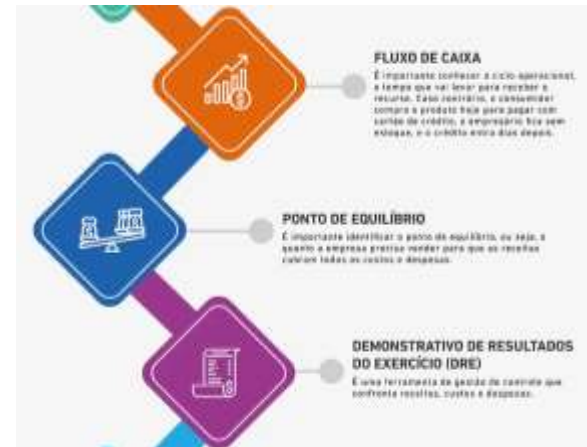 FLUXO DE CAIXA
É importante conhecer o ciclo operacional,
o tempo que vai levar para receber o
recurso. Caso contrário, o consumidor
compra o produto hoje para pagar com
cartão de crédito, o empresário fica sem
estoque, e o crédito entra dias depois.
PONTO DE EQUILÍBRIO
É importante identificar o ponto de equilíbrio, ou seja, o
quanto a empresa precisa vender para que as receitas
cubram todos os custos e despesas.
DEMONSTRATIVO DE RESULTADOS
DO EXERCÍCIO (DRE)
É uma ferramenta de gestão de controle que
confronta receitas, custos e despesas.